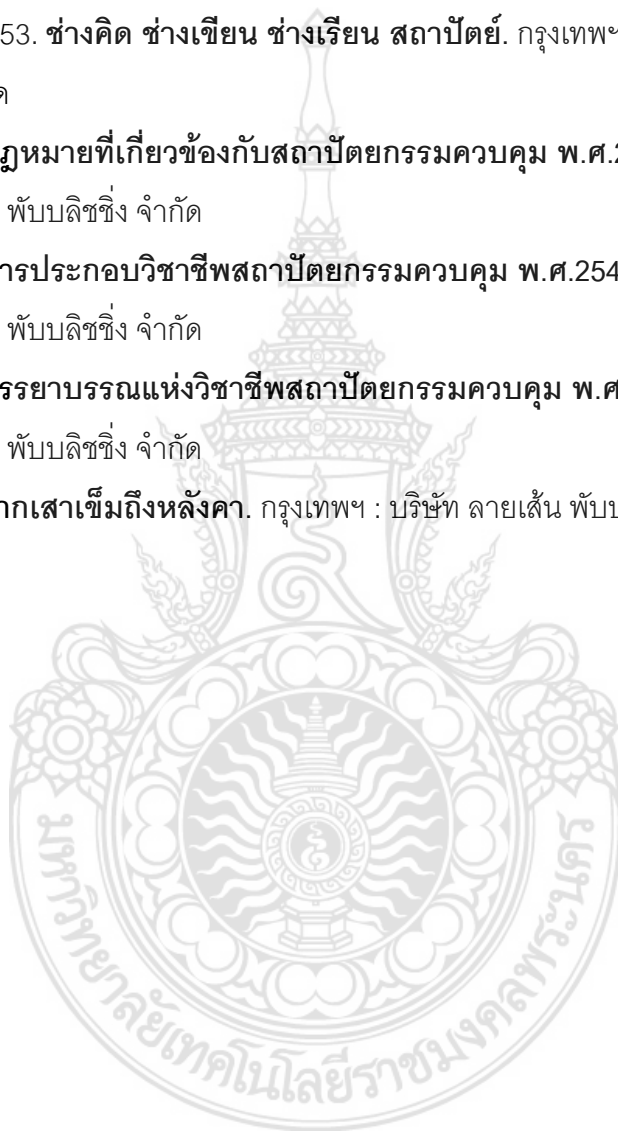 53. ช่างคิด ช่างเขียน ช่างเรียน สถาปัตย์. กรุงเทพฯ
ด
ฎหมายที่เกี่ยวข้องกับสถาปัตยกรรมควบคุม พ.ศ.2
พับบลิชชิ่ง จำกัด
ารประกอบวิชาชีพสถาปัตยกรรมควบคุม พ.ศ.254
พับบลิชชิ่ง จำกัด
รรยาบรรณแห่งวิชาชีพสถาปัตยกรรมควบคุม พ.ศ
พับบลิชชิ่ง จำกัด
ากเสาเข็มถึงหลังคา. กรุงเทพฯ : บริษัท ลายเส้น พับบ
มหาวิทยาลัยเทคโนโลยีราชมงคลพระนคร